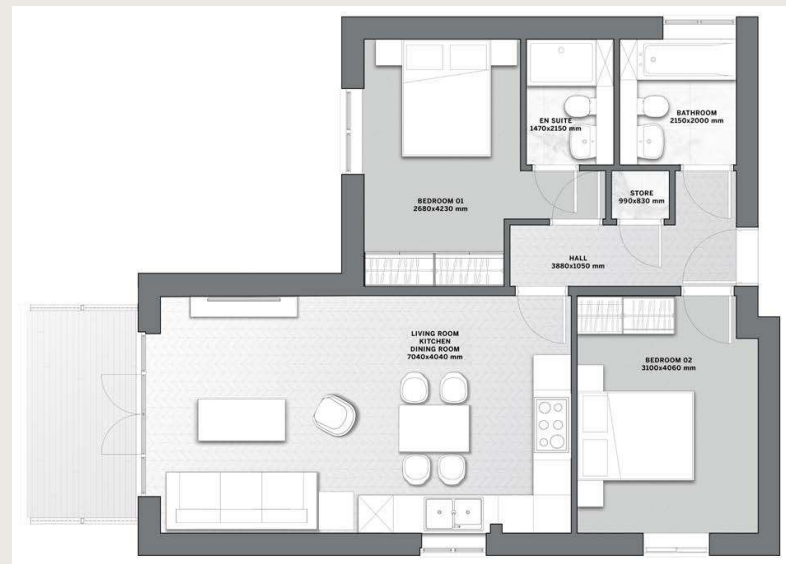 EN SUITE
1470x2150 mm
BATHROOM
2150x2000 mm
BEDROOM 01
2680x4230 mm
STORE
990x830 mm
HALL
3880x1050 mm
LIVING ROOM
KITCHEN
DINING ROOM
7040x4040 mm
BEDROOM 02
3100x4060 mm